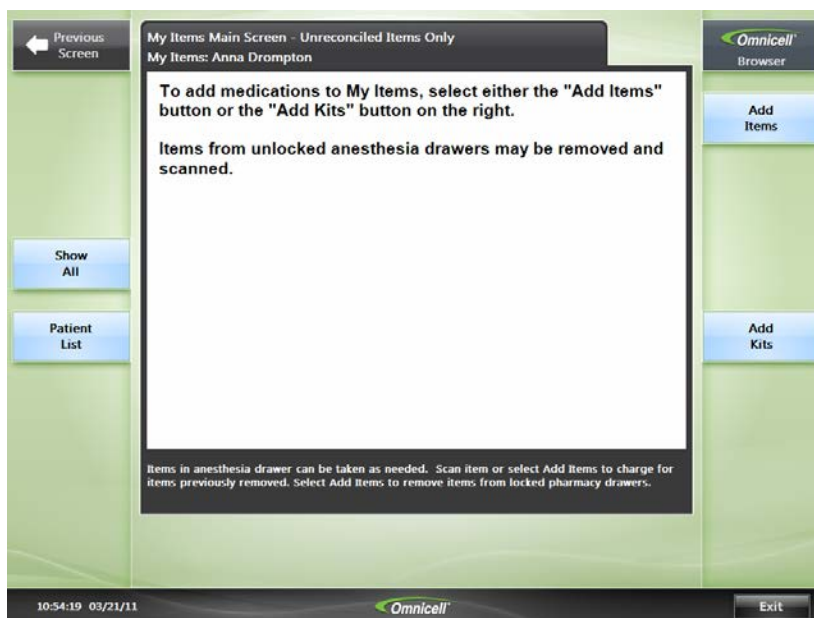 Previous
Screen
My Items Main Screen - Unreconciled Items Only
My Items: Anna Drompton
Omnicell
Browser
To add medications to My Items, select either the "Add Items"
button or the "Add Kits" button on the right.
Items from unlocked anesthesia drawers may be removed and
scanned.
Add
Items
Show
All
Patient
List
Add
Kits
Items in anesthesia drawer can be taken as needed.  Scan item or select Add Items to charge for
items previously removed. Select Add Items to remove items from locked pharmacy drawers.
10:54:19 03/21/11
Omnicell
Exit